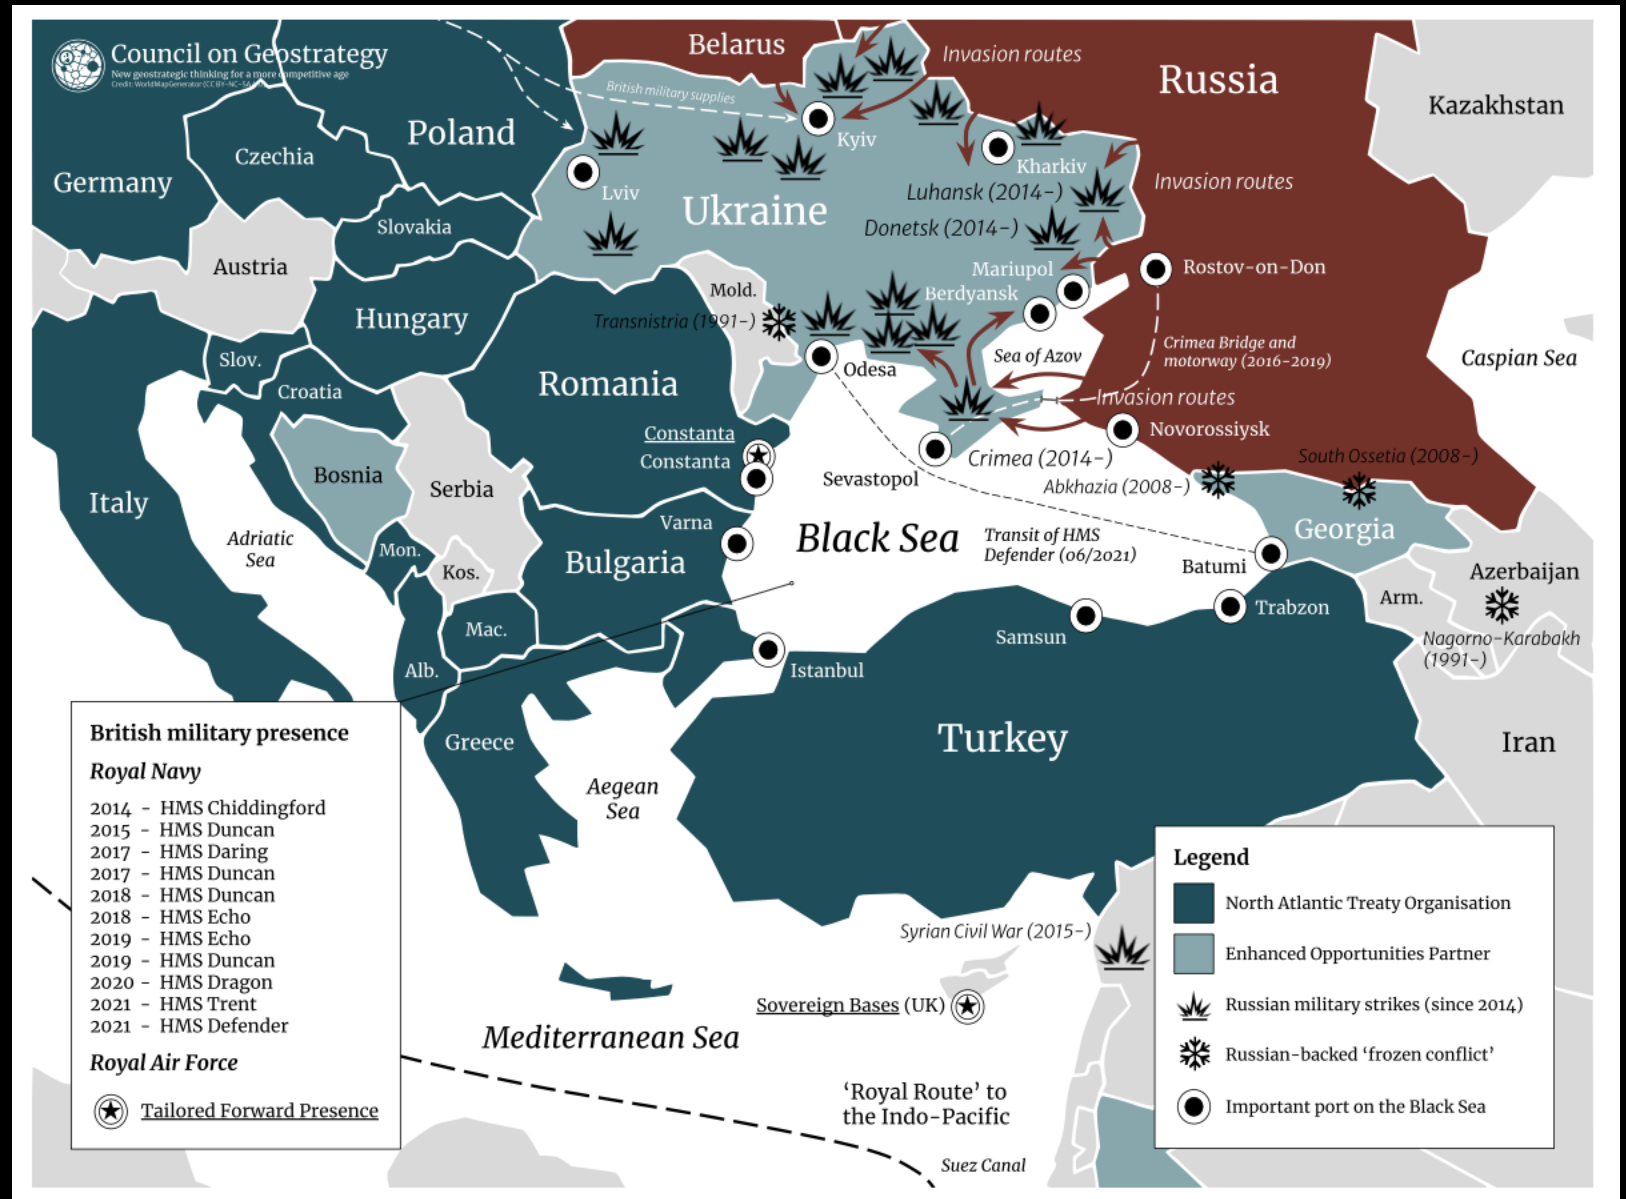 Council on Geostrategy
New geostrategic thinking for a more competitive age
Belarus
Invasion routes
Russia
Kazakhstan
British military supplies
Poland
Kyiv
Czechia
Germany
Kharkiv
Invasion routes
Lviv
Luhansk (2014–)
Ukraine
Slovakia
Donetsk (2014–)
Austria
Mariupol
Rostov-on-Don
Mold.
Berdyansk
Hungary
Transnistria (1991–)
Crimea Bridge and
motorway (2016-2019)
Sea of Azov
Caspian Sea
Slov.
Odesa
Romania
Croatia
Invasion routes
Constanta
Novorossiysk
Constanta
Crimea (2014–)
South Ossetia (2008–)
Bosnia
Sevastopol
Abkhazia (2008–)
Serbia
Italy
Varna
Georgia
Black Sea
Transit of HMS
Defender (06/2021)
Adriatic
Sea
Mon.
Bulgaria
Batumi
Kos.
Azerbaijan
Arm.
Trabzon
Mac.
Samsun
Nagorno-Karabakh
(1991–)
Alb.
Istanbul
Greece
Turkey
Iran
Aegean
Sea
British military presence
Royal Navy
2014 - HMS Chiddingford
2015 - HMS Duncan
2017 - HMS Daring
2017 - HMS Duncan
2018 - HMS Duncan
2018 - HMS Echo
2019 - HMS Echo
2019 - HMS Duncan
2020 - HMS Dragon
2021 - HMS Trent
2021 - HMS Defender
Royal Air Force
Tailored Forward Presence
Syrian Civil War (2015–)
Sovereign Bases (UK)
Mediterranean Sea
‘Royal Route’ to
the Indo-Pacific
Suez Canal
Legend
North Atlantic Treaty Organisation
Enhanced Opportunities Partner
Russian military strikes (since 2014)
Russian-backed ‘frozen conflict’
Important port on the Black Sea